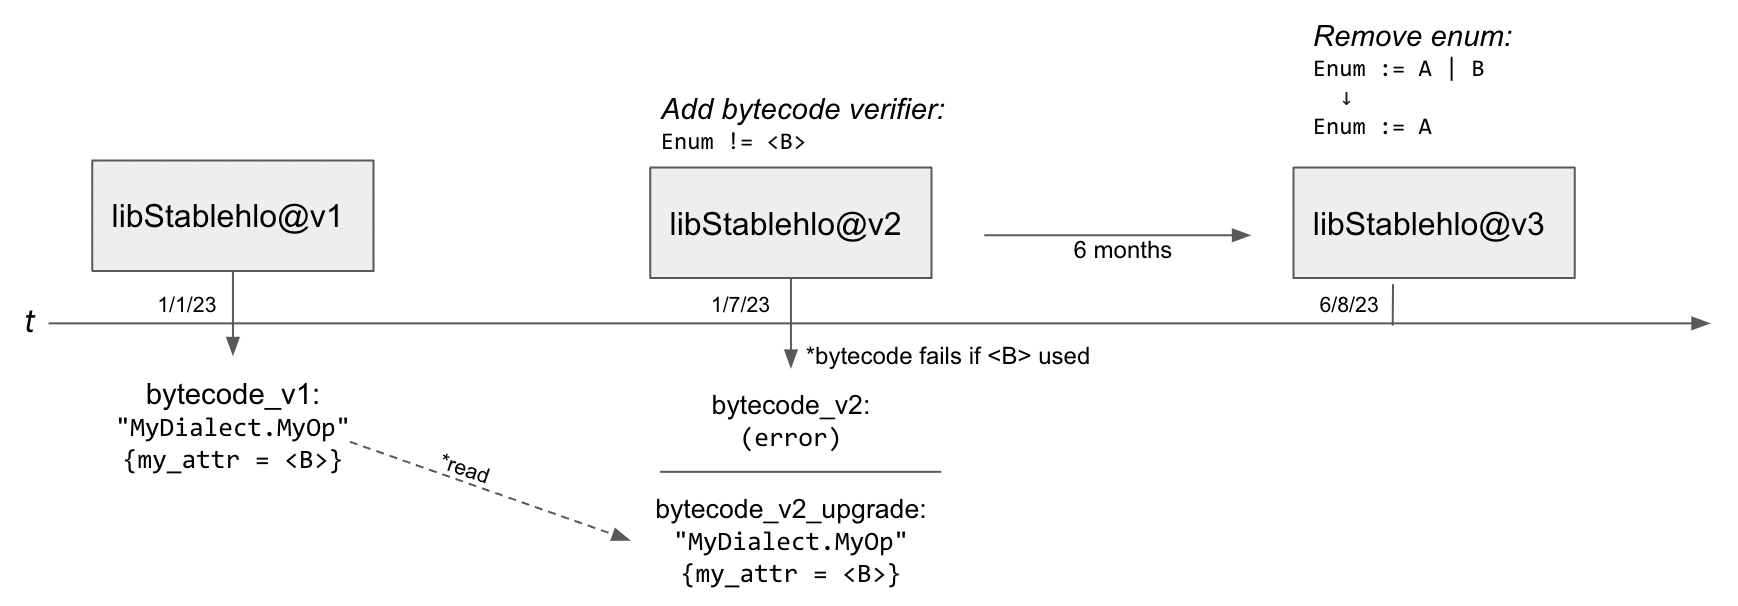 Remove enum:
Enum := A | B
↓
Enum := A
Add bytecode verifier:
Enum != <B>
libStablehlo@v1
libStablehlo@v2
6 months
libStablehlo@v3
1/1/23
1/7/23
6/8/23
t
*bytecode fails if <B> used
bytecode_v1:
"MyDialect.MyOp"
{my_attr = <B>}
*read
bytecode_v2:
(error)
bytecode_v2_upgrade:
"MyDialect.MyOp"
{my_attr = <B>}